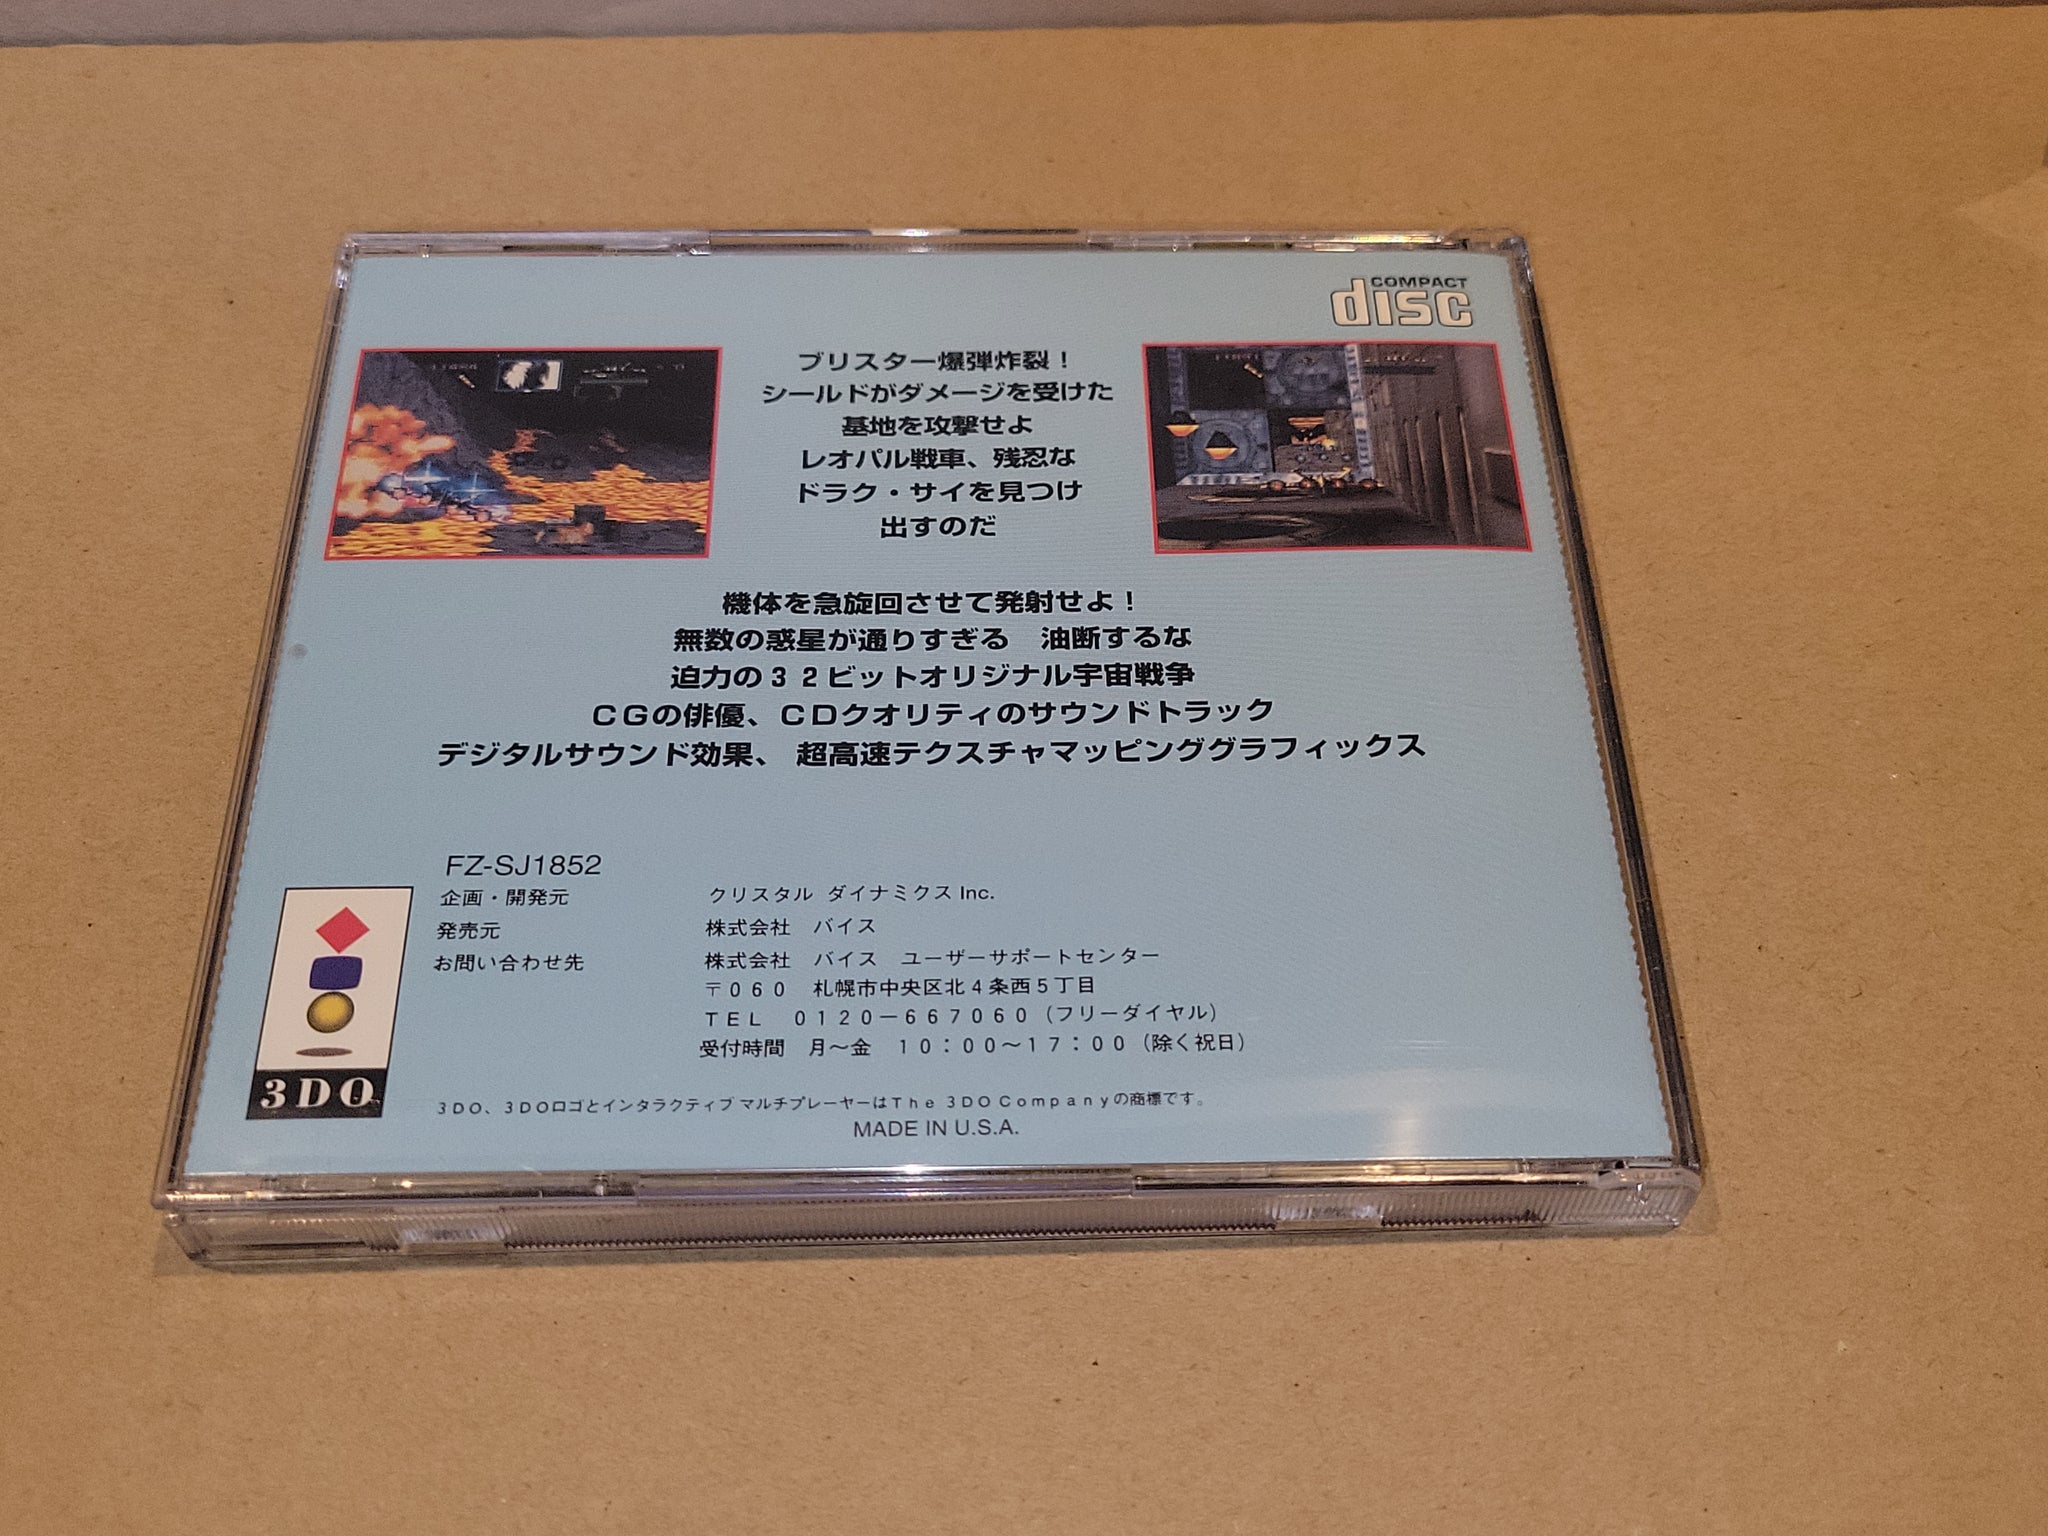 COMPACT
disc
ブリスター爆弾炸裂！
シールドがダメージを受けた
基地を攻撃せよ
レオパル戦車、残忍な
ドラク・サイを見つけ
出すのだ
機体を急旋回させて発射せよ！
無数の惑星が通りすぎる　油断するな
迫力の３２ビットオリジナル宇宙戦争
ＣＧの俳優、ＣＤクオリティのサウンドトラック
デジタルサウンド効果、 超高速テクスチャマッピンググラフィックス
FZ-SJ1852
企画・開発元　クリスタル ダイナミクス Inc.
発売元　株式会社　バイス
お問い合わせ先　株式会社　バイス　ユーザーサポートセンター
〒０６０　札幌市中央区北４条西５丁目
ＴＥＬ　０１２０－６６７０６０（フリーダイヤル）
受付時間　月～金　１０：００～１７：００（除く祝日）
3DO
３ＤＯ、３ＤＯロゴとインタラクティブ マルチプレーヤーはＴｈｅ ３ＤＯ Ｃｏｍｐａｎｙの商標です。
MADE IN U.S.A.